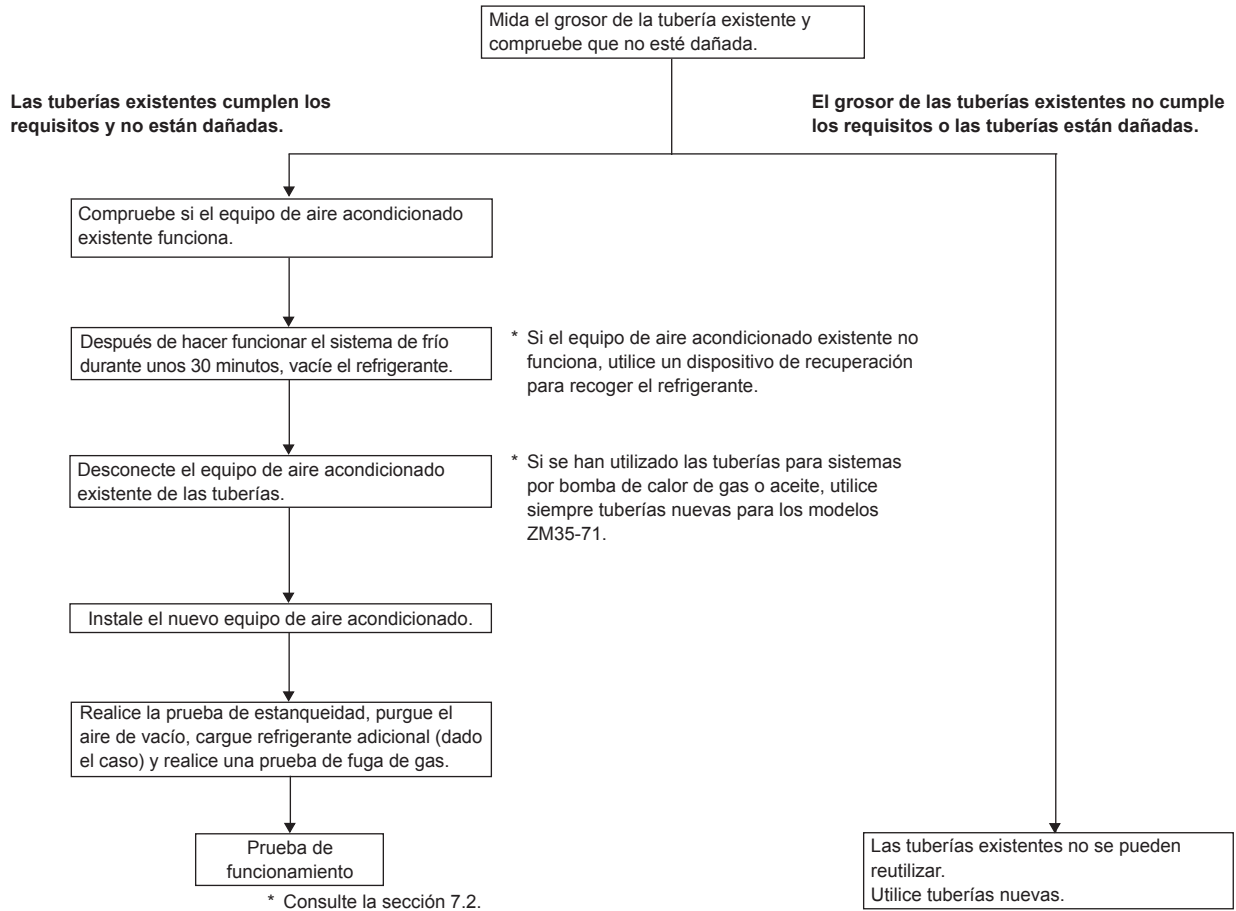 Mida el grosor de la tubería existente y
compruebe que no esté dañada.
Las tuberías existentes cumplen los
requisitos y no están dañadas.
El grosor de las tuberías existentes no cumple
los requisitos o las tuberías están dañadas.
Compruebe si el equipo de aire acondicionado
existente funciona.
Después de hacer funcionar el sistema de frío
durante unos 30 minutos, vacíe el refrigerante.
* Si el equipo de aire acondicionado existente no
funciona, utilice un dispositivo de recuperación
para recoger el refrigerante.
Desconecte el equipo de aire acondicionado
existente de las tuberías.
* Si se han utilizado las tuberías para sistemas
por bomba de calor de gas o aceite, utilice
siempre tuberías nuevas para los modelos
ZM35-71.
Instale el nuevo equipo de aire acondicionado.
Realice la prueba de estanqueidad, purgue el
aire de vacío, cargue refrigerante adicional (dado
el caso) y realice una prueba de fuga de gas.
Prueba de
funcionamiento
* Consulte la sección 7.2.
Las tuberías existentes no se pueden
reutilizar.
Utilice tuberías nuevas.